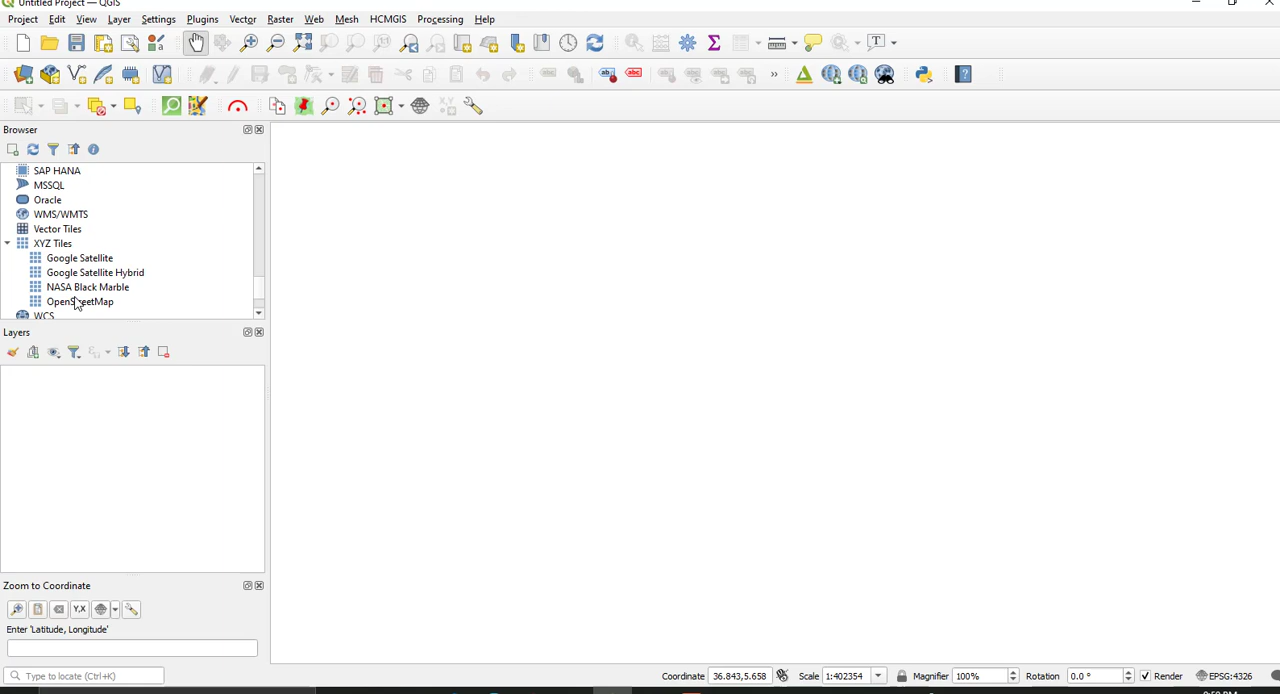 Untitled Project — QGIS
Project Edit View Layer Settings Plugins Vector Raster Web Mesh HCMGIS Processing Help
Browser
SAP HANA
MSSQL
Oracle
WMS/WMTS
Vector Tiles
XYZ Tiles
Google Satellite
Google Satellite Hybrid
NASA Black Marble
OpenStreetMap
WCS
Layers
Zoom to Coordinate
Y,X
Enter 'Latitude, Longitude'
Type to locate (Ctrl+K)
Coordinate 36.843,5.658 Scale 1:402354 Magnifier 100% Rotation 0.0 ° Render EPSG:4326